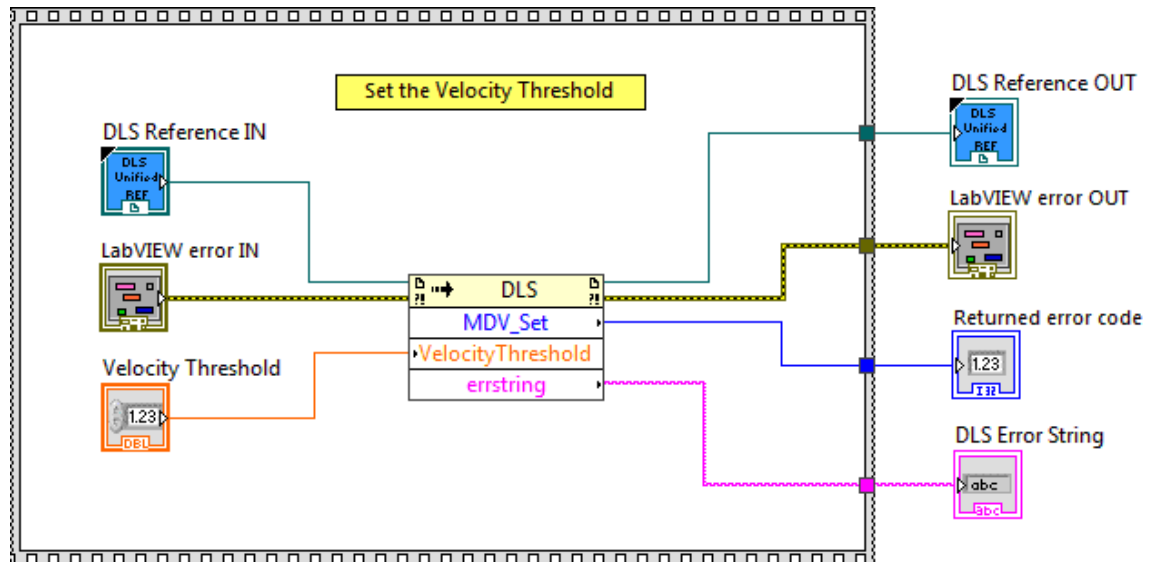 Set the Velocity Threshold
DLS Reference OUT
DLS
Unified
REF
DLS Reference IN
DLS
Unified
REF
LabVIEW error OUT
LabVIEW error IN
?!
DLS
?!
MDV_Set
VelocityThreshold
errstring
Returned error code
1.23
I32
Velocity Threshold
1.23
DBL
DLS Error String
abc
abc